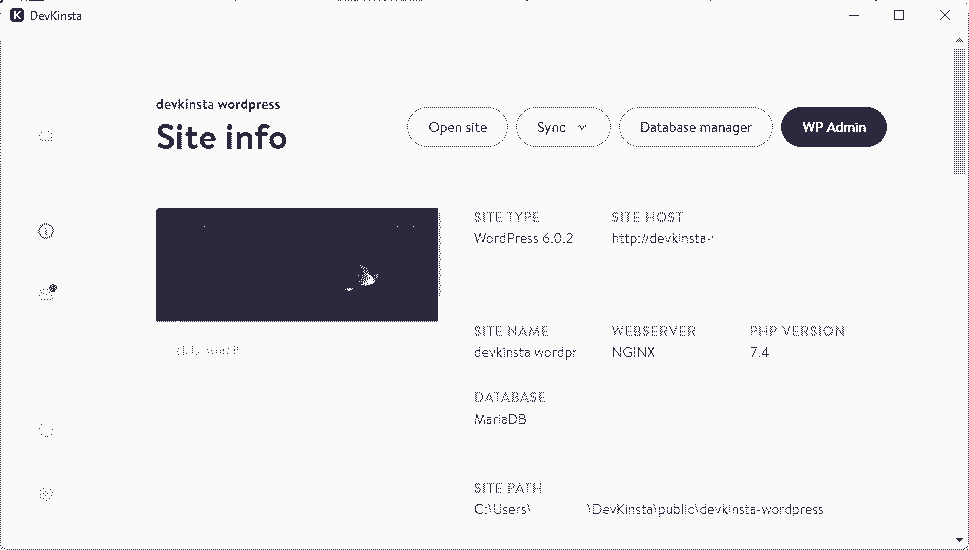 DevKinsta
devkinsta wordpress
Site info
Open site
Sync
Database manager
WP Admin
SITE TYPE
WordPress 6.0.2
SITE HOST
http://devkinsta-
SITE NAME
devkinsta wordpr
WEBSERVER
NGINX
PHP VERSION
7.4
DATABASE
MariaDB
SITE PATH
C:\Users\ \DevKinsta\public\devkinsta-wordpress